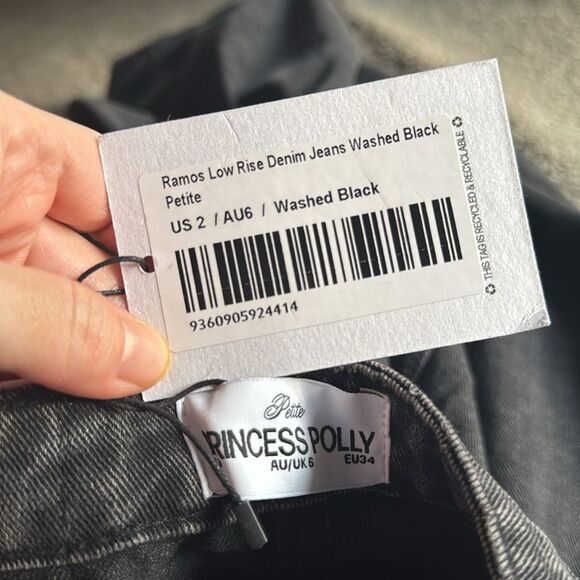 Ramos Low Rise Denim Jeans Washed Black
Petite
US 2 / AU6 / Washed Black
9360905924414
THIS TAG IS RECYCLED & RECYCLABLE
Petite
PRINCESS POLLY
AU/UK 6 EU34